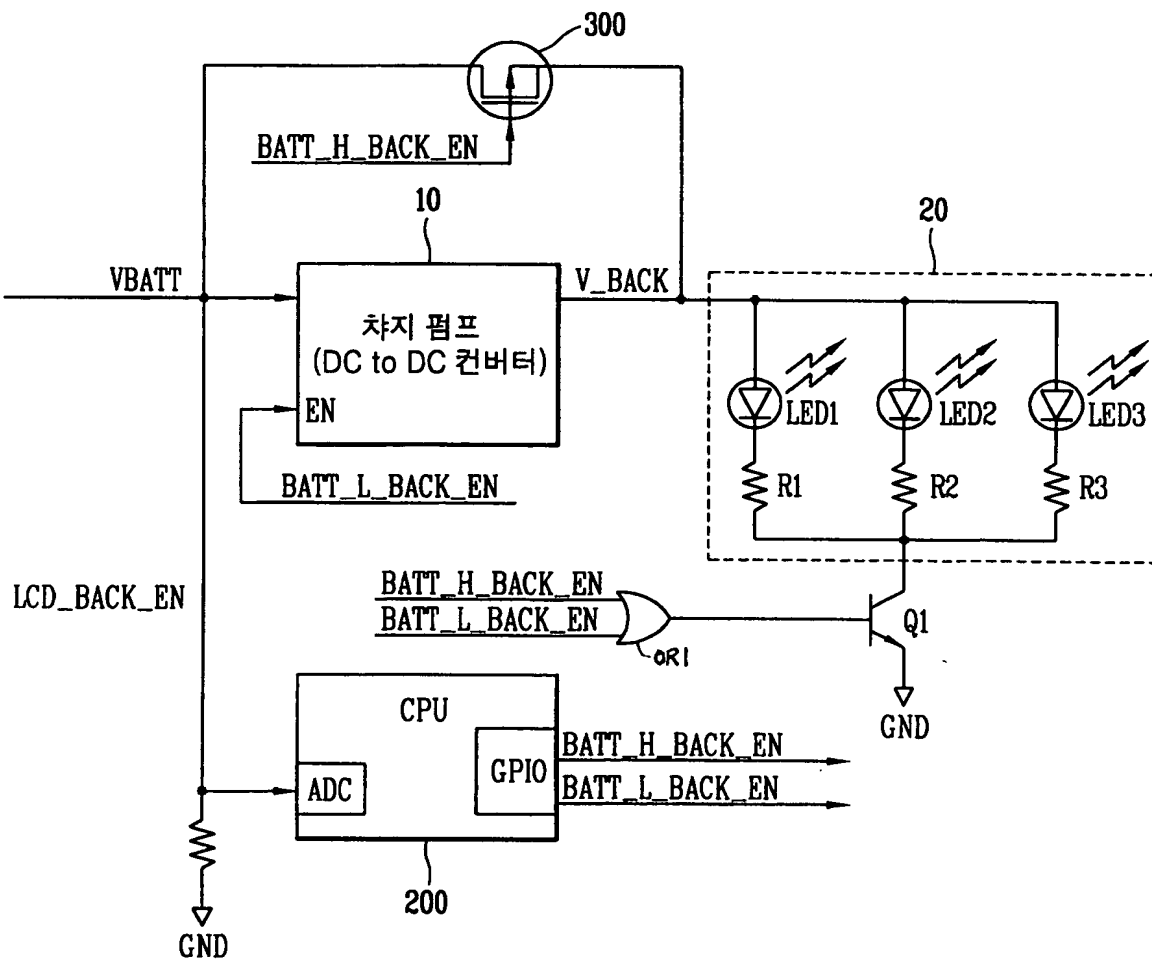 300
BATT_H_BACK_EN
10
20
VBATT
V_BACK
챠지 펌프
(DC to DC 컨버터)
EN
LED1
LED2
LED3
BATT_L_BACK_EN
R1
R2
R3
LCD_BACK_EN
BATT_H_BACK_EN
BATT_L_BACK_EN
OR1
Q1
GND
CPU
ADC
GPIO
BATT_H_BACK_EN
BATT_L_BACK_EN
200
GND